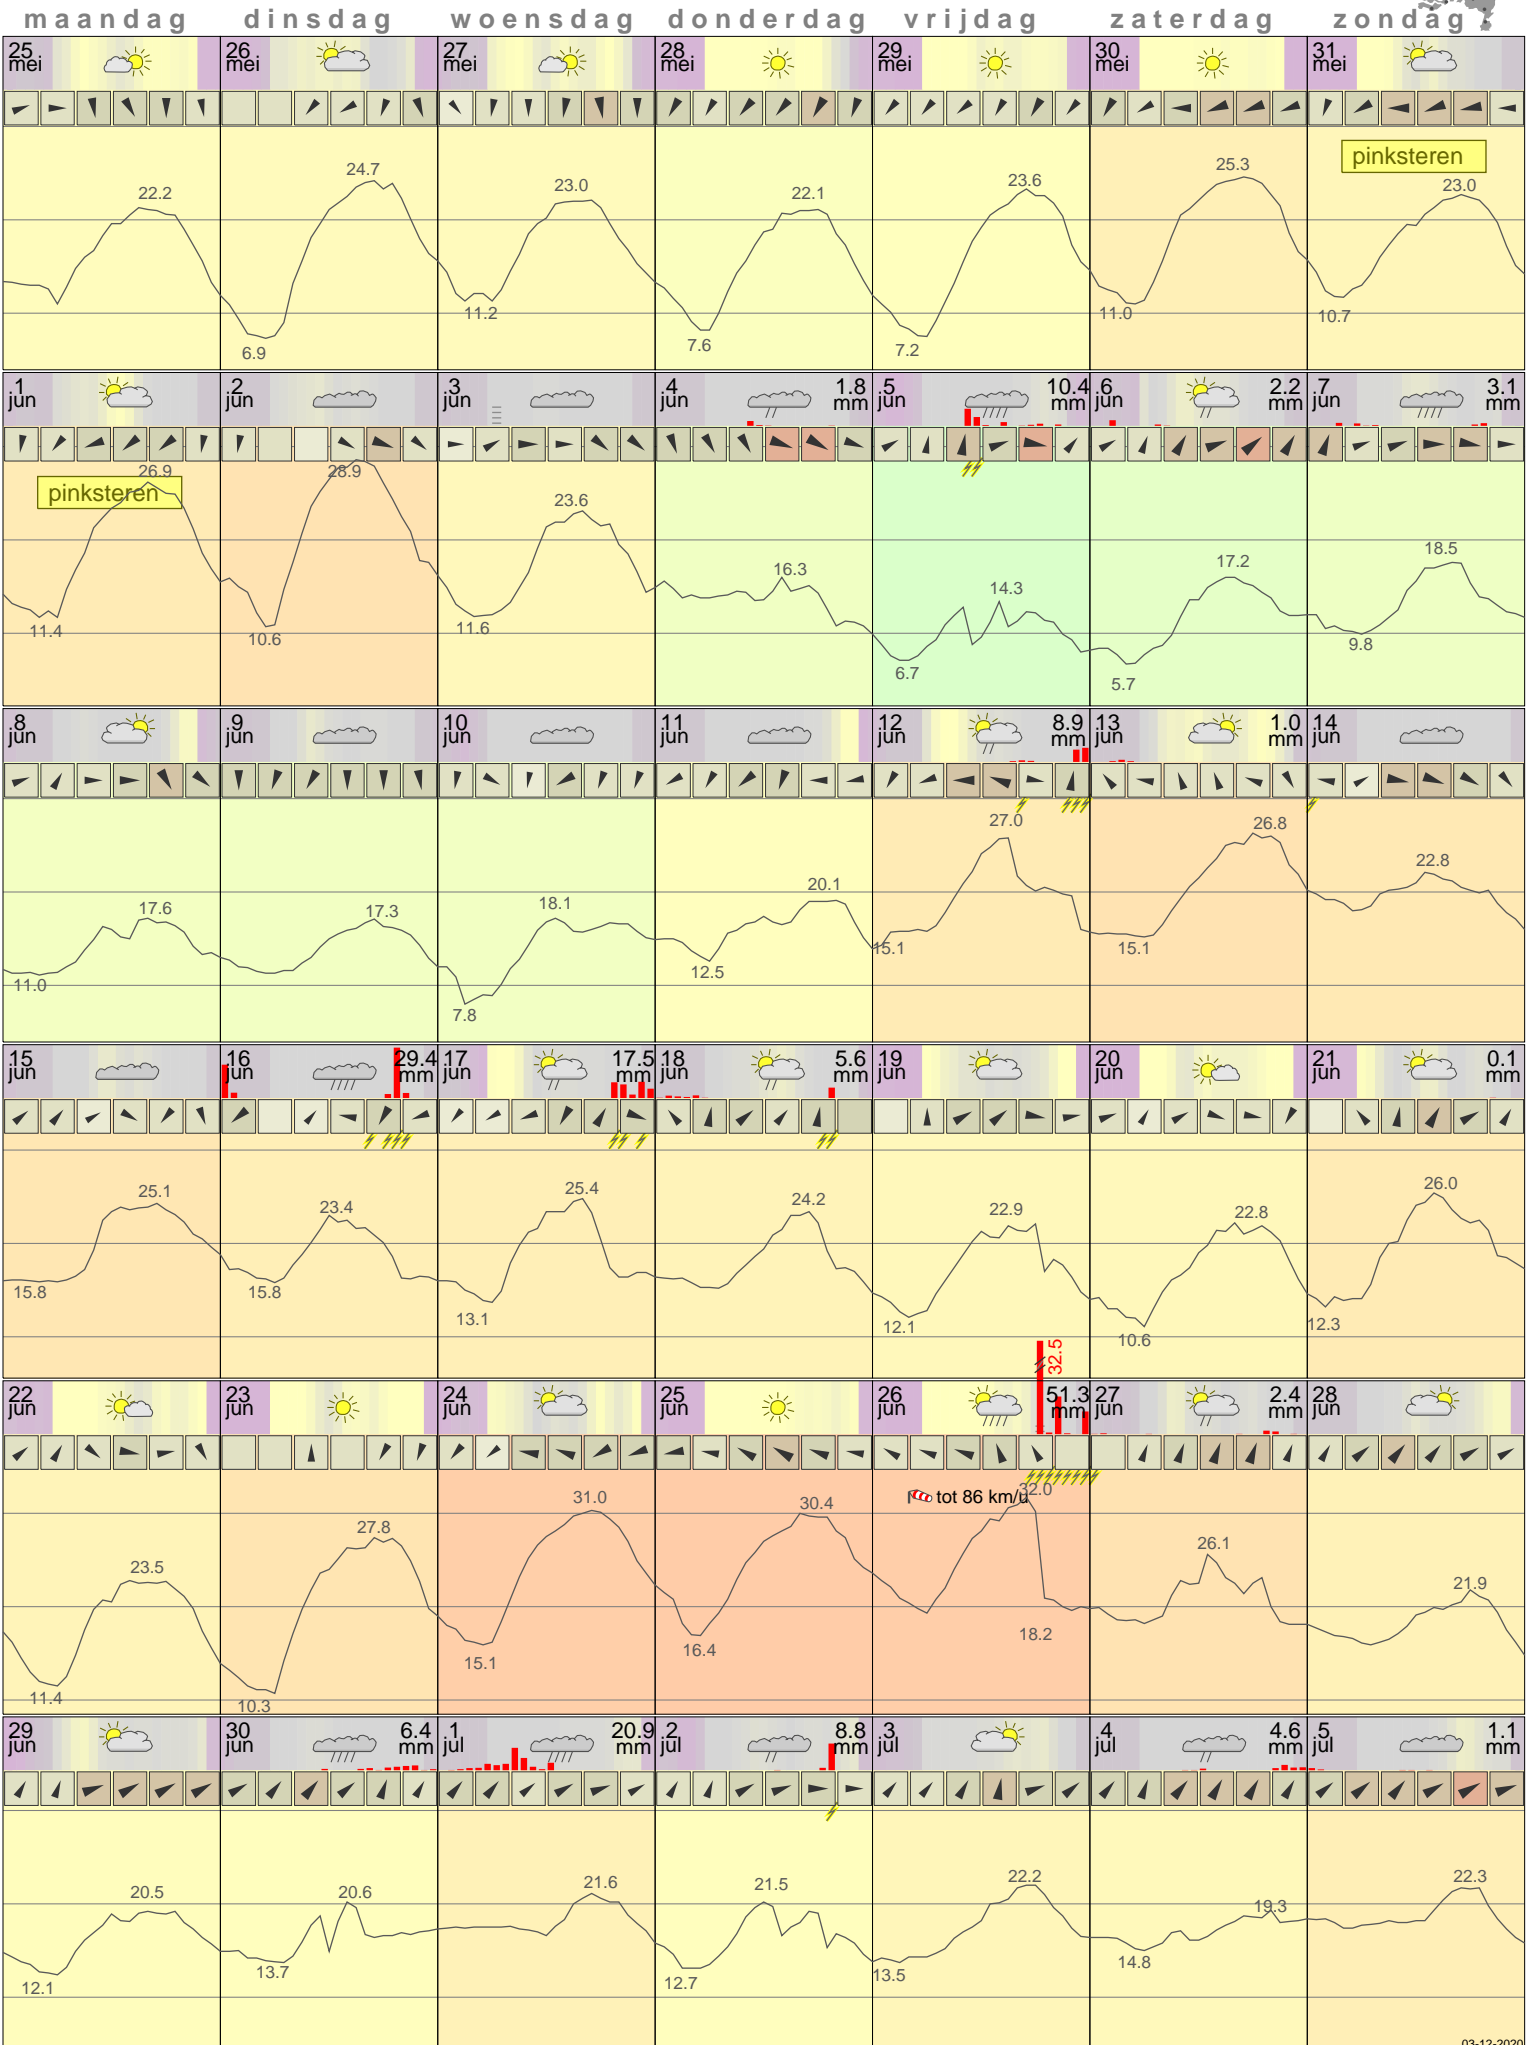 maandag dinsdag woensdag donderdag vrijdag zaterdag zondag
25 26 27 28 29 30 31
mei mei mei mei mei mei mei
pinksteren
22.2 24.7 23.0 22.1 23.6 25.3 23.0
6.9 11.2 7.6 7.2 11.0 10.7
1 2 3 4 1.8 5 10.4 6 2.2 7 3.1
jun jun jun jun mm jun mm jun mm jun mm
pinksteren
26.9 28.9 23.6 16.3 14.3 17.2 18.5
11.4 10.6 11.6 6.7 5.7 9.8
8 9 10 11 12 8.9 13 1.0 14
jun jun jun jun jun mm jun mm jun
17.6 17.3 18.1 20.1 27.0 26.8 22.8
11.0 7.8 12.5 15.1 15.1
15 16 29.4 17 17.5 18 5.6 19 20 21 0.1
jun jun mm jun mm jun mm jun jun jun mm
25.1 23.4 25.4 24.2 22.9 22.8 26.0
15.8 15.8 13.1 12.1 10.6 12.3
32.5
22 23 24 25 26 51.3 27 2.4 28
jun jun jun jun jun mm jun mm jun
tot 86 km/u
23.5 27.8 31.0 30.4 32.0 26.1 21.9
11.4 10.3 15.1 16.4 18.2
29 30 6.4 1 20.9 2 8.8 3 4 4.6 5 1.1
jun jun mm jul mm jul mm jul jul mm jul mm
20.5 20.6 21.6 21.5 22.2 19.3 22.3
12.1 13.7 12.7 13.5 14.8
03-12-2020